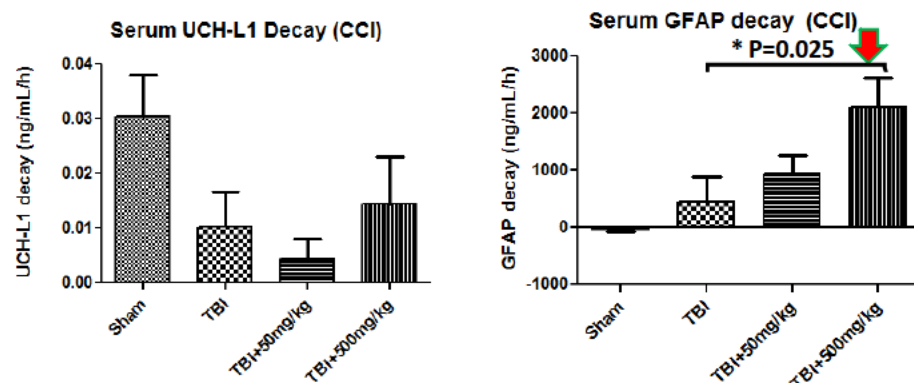 Serum UCH-L1 Decay (CCI)
UCH-L1 decay (ng/mL/h)
0.04
0.03
0.02
0.01
0.00
Sham
TBI
TBI+50mg/kg
TBI+500mg/kg
Serum GFAP decay (CCI)
* P=0.025
GFAP decay (ng/mL/h)
3000
2000
1000
0
-1000
Sham
TBI
TBI+50mg/kg
TBI+500mg/kg